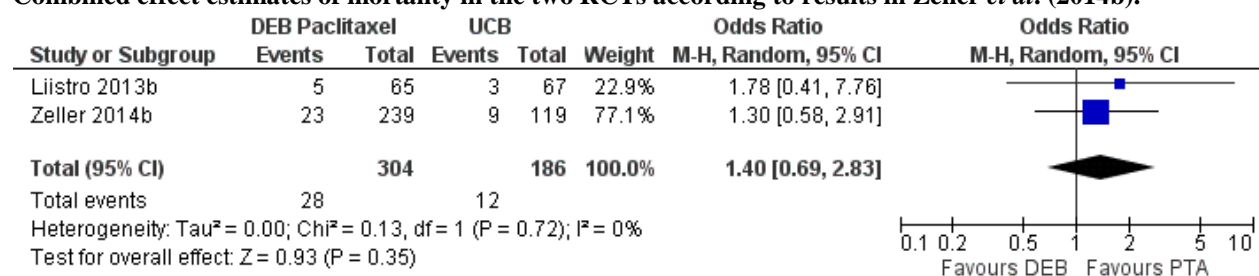 Combined effect estimates of mortality in the two RCTs according to results in Zeller et al. (2014b).
DEB Paclitaxel UCB Odds Ratio Odds Ratio
Study or Subgroup Events Total Events Total Weight M-H, Random, 95% CI M-H, Random, 95% CI
Liistro 2013b 5 65 3 67 22.9% 1.78 [0.41, 7.76]
Zeller 2014b 23 239 9 119 77.1% 1.30 [0.58, 2.91]
Total (95% CI) 304 186 100.0% 1.40 [0.69, 2.83]
Total events 28 12
Heterogeneity: Tau² = 0.00; Chi² = 0.13, df = 1 (P = 0.72); I² = 0%
Test for overall effect: Z = 0.93 (P = 0.35)
0.1 0.2 0.5 1 2 5 10
Favours DEB Favours PTA